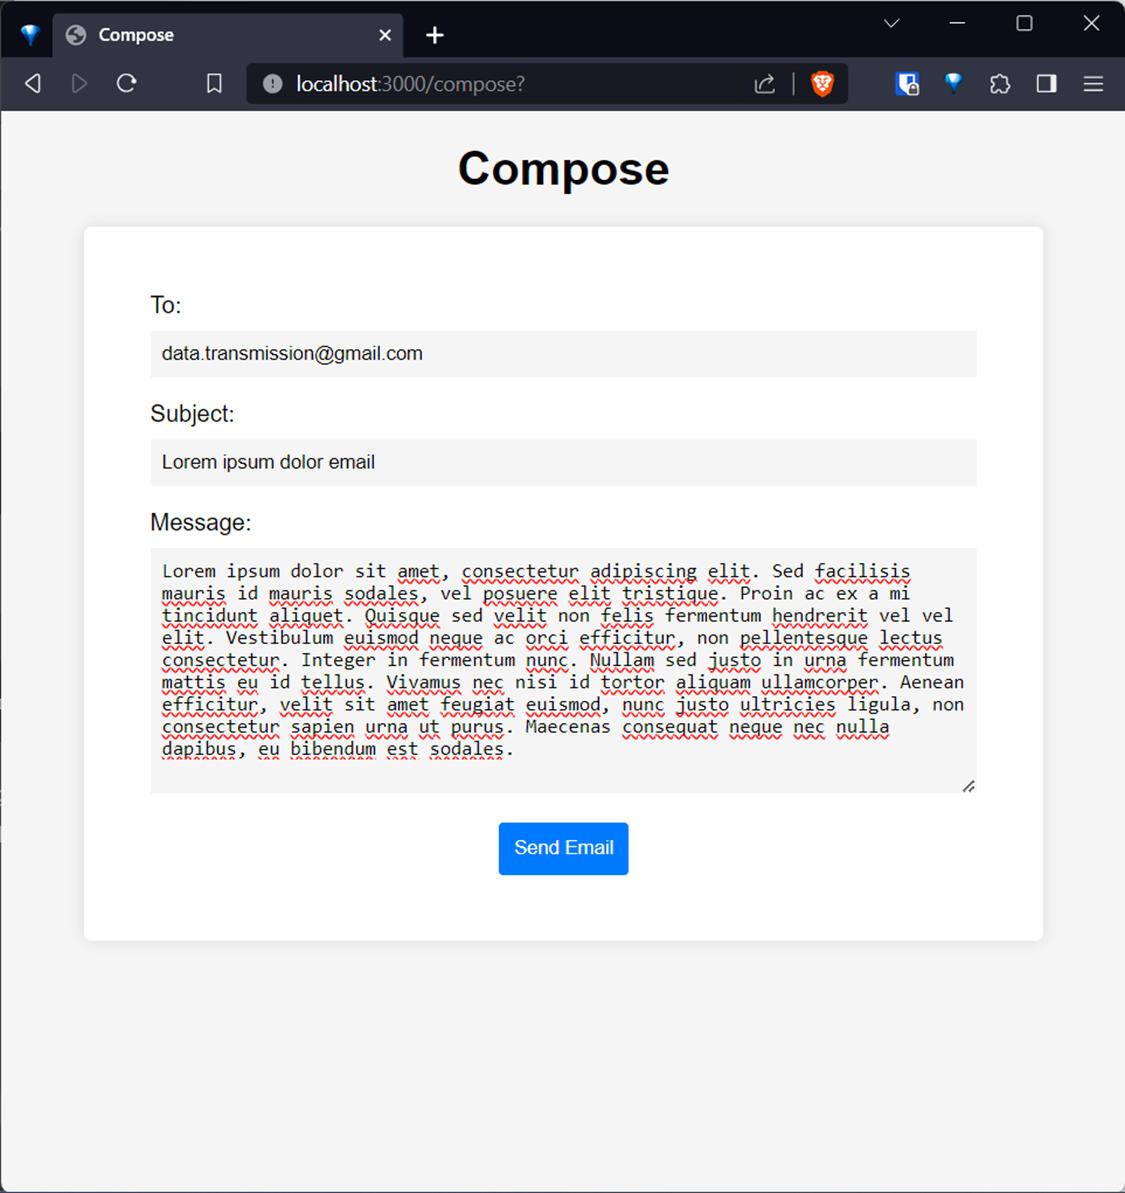 Compose
localhost:3000/compose?
Compose
To:
data.transmission@gmail.com
Subject:
Lorem ipsum dolor email
Message:
Lorem ipsum dolor sit amet, consectetur adipiscing elit. Sed facilisis
mauris id mauris sodales, vel posuere elit tristique. Proin ac ex a mi
tincidunt aliquet. Quisque sed velit non felis fermentum hendrerit vel vel
elit. Vestibulum euismod neque ac orci efficitur, non pellentesque lectus
consectetur. Integer in fermentum nunc. Nullam sed justo in urna fermentum
mattis eu id tellus. Vivamus nec nisi id tortor aliquam ullamcorper. Aenean
efficitur, velit sit amet feugiat euismod, nunc justo ultricies ligula, non
consectetur sapien urna ut purus. Maecenas consequat neque nec nulla
dapibus, eu bibendum est sodales.
Send Email